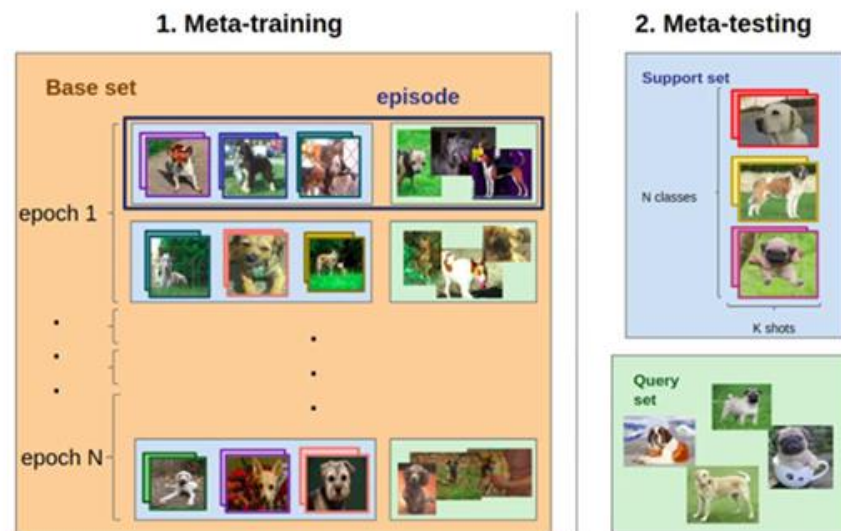 1. Meta-training
Base set
episode
epoch 1
epoch N
2. Meta-testing
Support set
N classes
K shots
Query
set